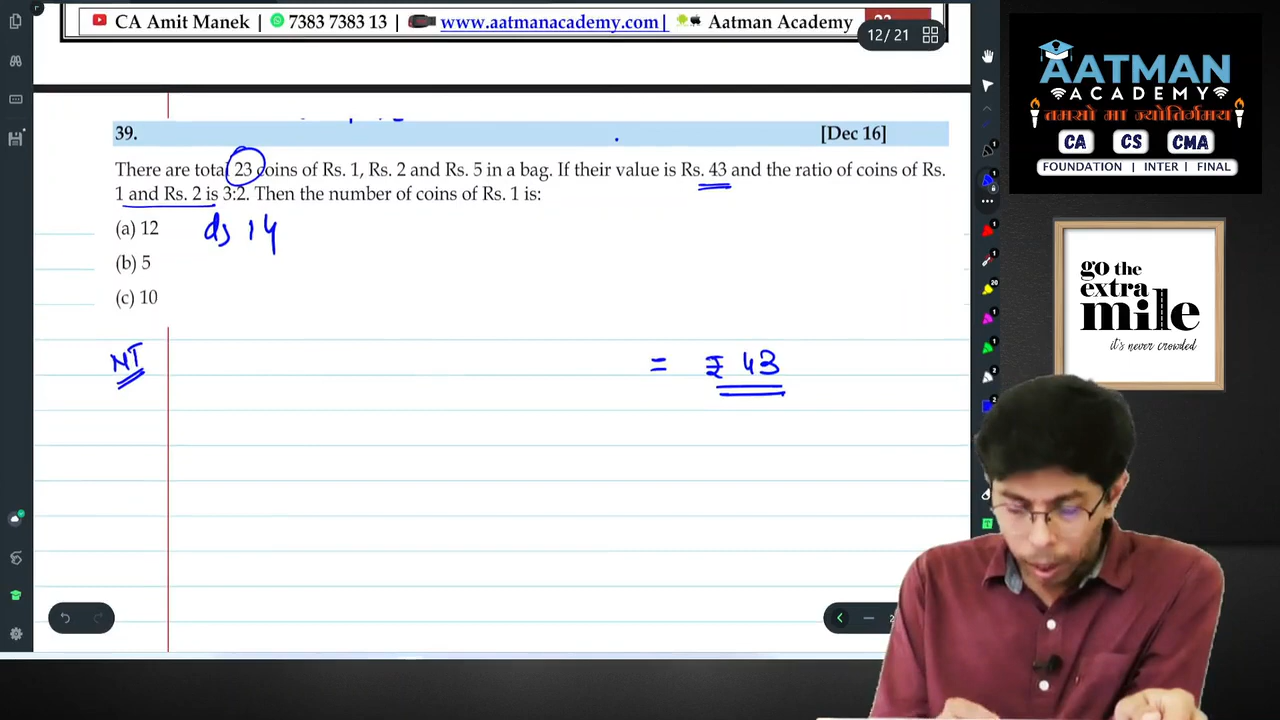 CA Amit Manek | 7383 7383 13 | www.aatmanacademy.com| Aatman Academy
12/21
39. [Dec 16]
There are total 23 coins of Rs. 1, Rs. 2 and Rs. 5 in a bag. If their value is Rs. 43 and the ratio of coins of Rs.
1 and Rs. 2 is 3:2. Then the number of coins of Rs. 1 is:
(a) 12 d) 14
(b) 5
(c) 10
NT = ₹ 43
AATMAN
ACADEMY
तमसो मा ज्योतिर्गमय
CA CS CMA
FOUNDATION | INTER | FINAL
go the
extra
mile
it's never crowded